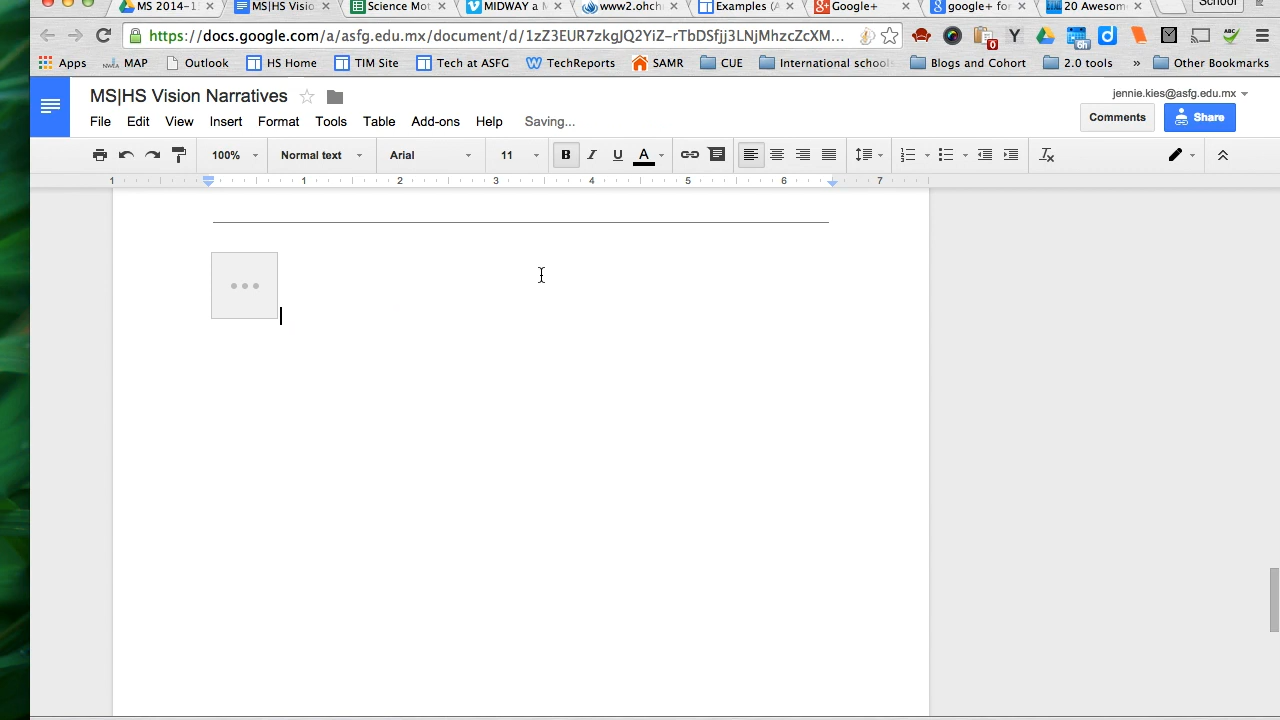 MS 2014-1
MS|HS Visio
Science Mot
MIDWAY a M
www2.ohchr
Examples (A
Google+
google+ for
20 Awesom
School
https://docs.google.com/a/asfg.edu.mx/document/d/1zZ3EUR7zkgJQ2YiZ-rTbDSfjj3LNjMhzcZcXM...
Apps MAP Outlook HS Home TIM Site Tech at ASFG TechReports SAMR CUE International schools Blogs and Cohort 2.0 tools » Other Bookmarks
MS|HS Vision Narratives
jennie.kies@asfg.edu.mx
File Edit View Insert Format Tools Table Add-ons Help Saving...
Comments Share
100% Normal text Arial 11 B I U A
1 1 2 3 4 5 6 7